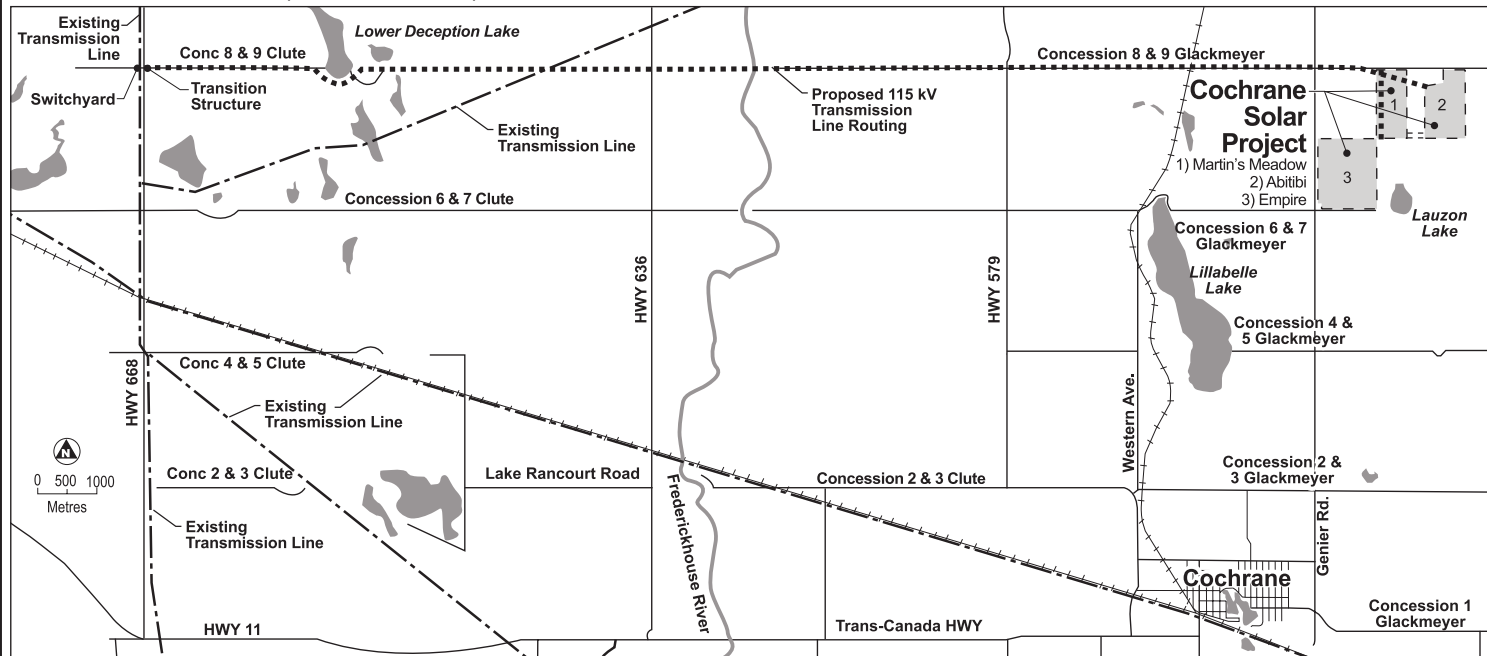 Existing
Transmission
Line
Conc 8 & 9 Clute
Lower Deception Lake
Concession 8 & 9 Glackmeyer
Switchyard
Transition
Structure
Proposed 115 kV
Transmission
Line Routing
Existing
Transmission Line
Cochrane
Solar
Project
1) Martin's Meadow
2) Abitibi
3) Empire
1
2
3
Concession 6 & 7 Clute
Lauzon
Lake
Concession 6 & 7
Glackmeyer
HWY 636
HWY 579
Lillabelle
Lake
Concession 4 &
5 Glackmeyer
Conc 4 & 5 Clute
HWY 668
Existing
Transmission Line
Western Ave.
N
0 500 1000
Metres
Conc 2 & 3 Clute
Lake Rancourt Road
Concession 2 & 3 Clute
Concession 2 &
3 Glackmeyer
Existing
Transmission Line
Frederickhouse River
Genier Rd.
Cochrane
HWY 11
Trans-Canada HWY
Concession 1
Glackmeyer